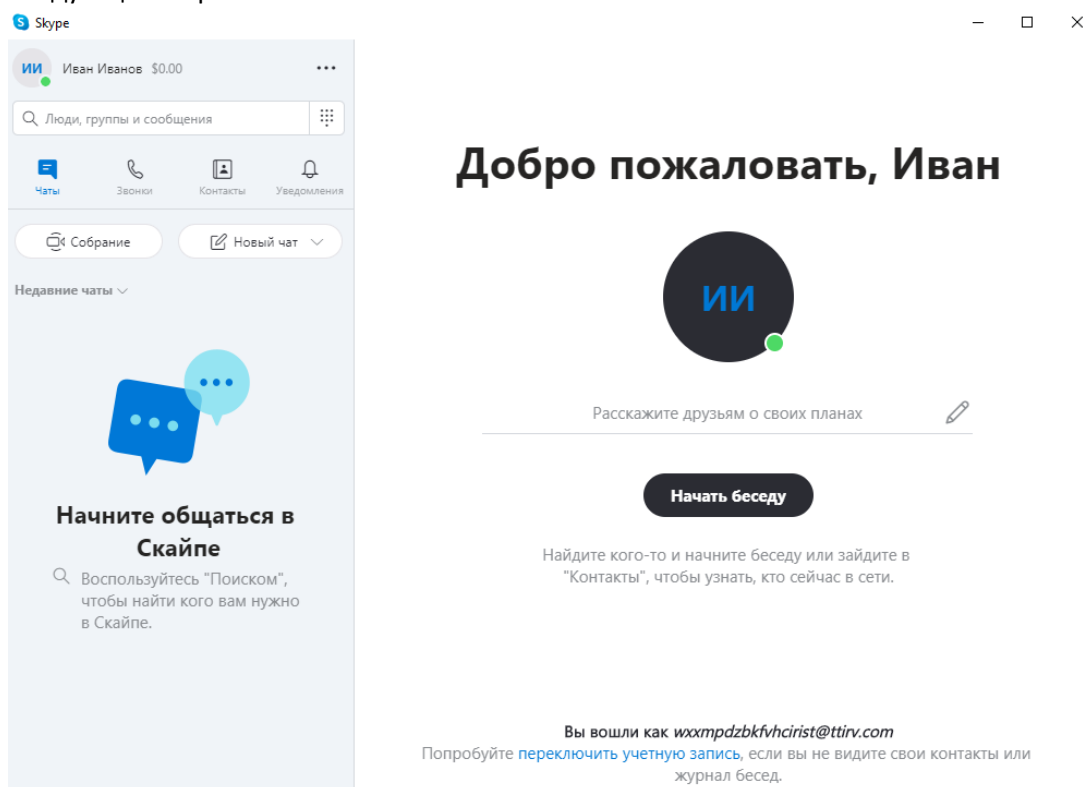 Skype
ИИ Иван Иванов $0.00
Люди, группы и сообщения
Чаты Звонки Контакты Уведомления
Собрание Новый чат
Недавние чаты
Начните общаться в
Скайпе
Воспользуйтесь "Поиском",
чтобы найти кого вам нужно
в Скайпе.
Добро пожаловать, Иван
ИИ
Расскажите друзьям о своих планах
Начать беседу
Найдите кого-то и начните беседу или зайдите в
"Контакты", чтобы узнать, кто сейчас в сети.
Вы вошли как wxxmpdzbkfvhcirist@ttirv.com
Попробуйте переключить учетную запись, если вы не видите свои контакты или
журнал бесед.